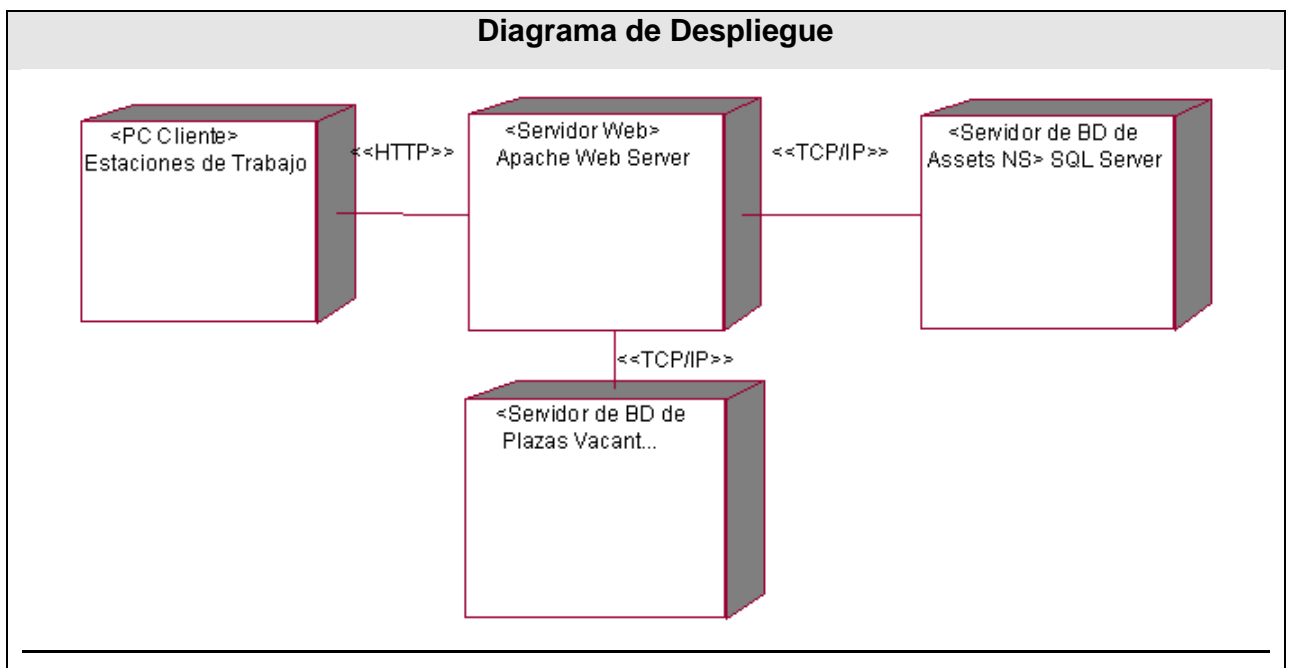 Diagrama de Despliegue
<PC Cliente>
Estaciones de Trabajo
<<HTTP>>
<Servidor Web>
Apache Web Server
<<TCP/IP>>
<Servidor de BD de
Assets NS> SQL Server
<<TCP/IP>>
<Servidor de BD de
Plazas Vacant...